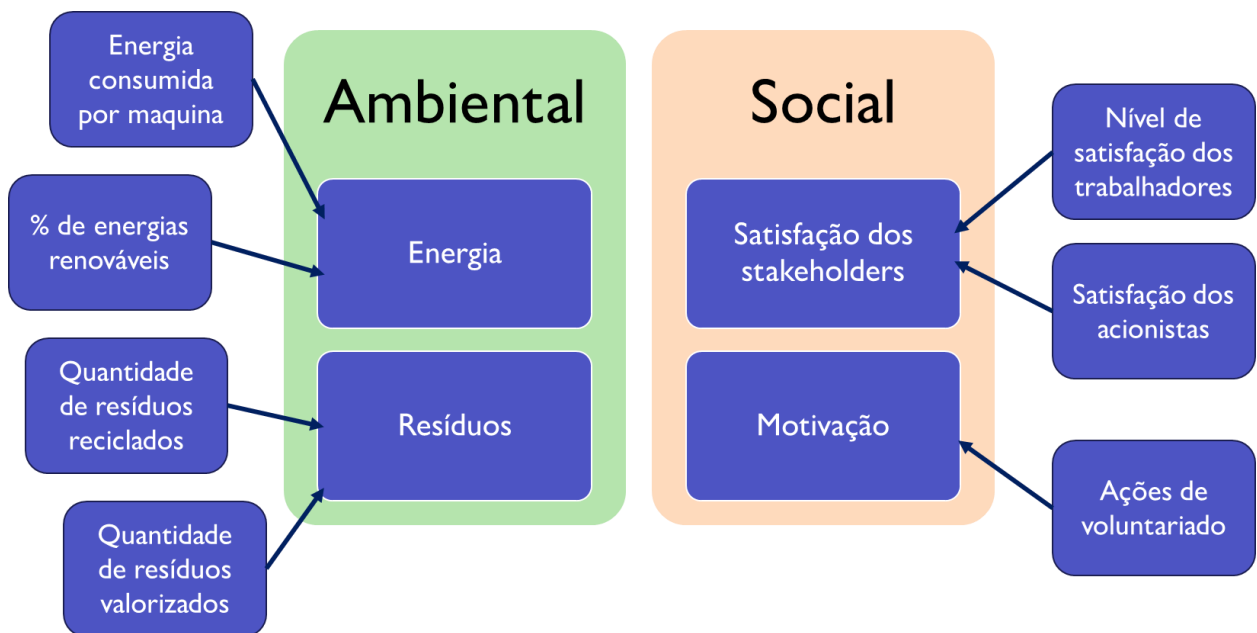 Energia
consumida
por maquina
% de energias
renováveis
Quantidade
de resíduos
reciclados
Quantidade
de resíduos
valorizados
Ambiental
Energia
Resíduos
Social
Satisfação dos
stakeholders
Motivação
Nível de
satisfação dos
trabalhadores
Satisfação dos
acionistas
Ações de
voluntariado